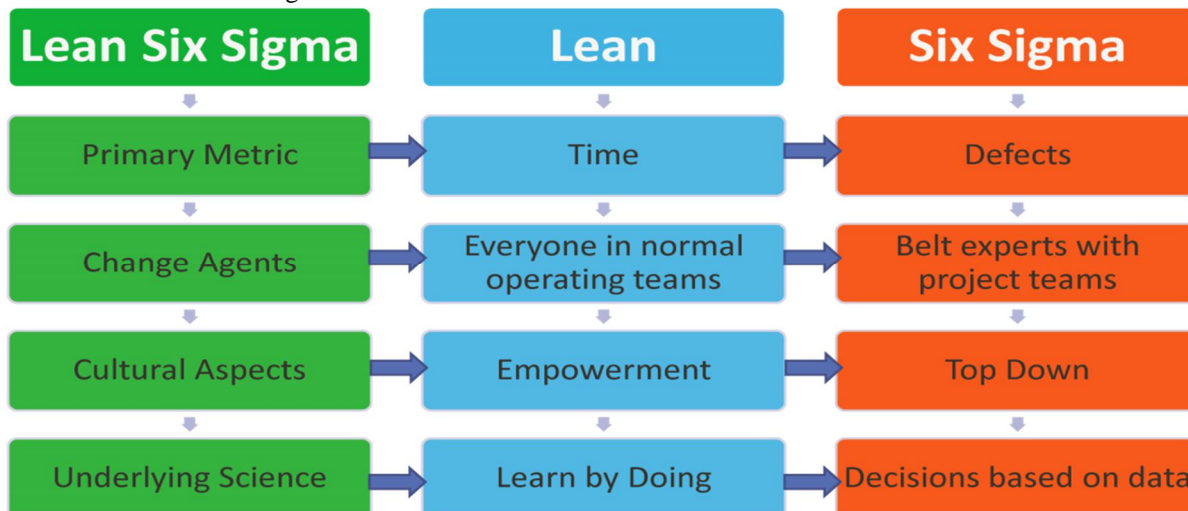 Lean Six Sigma
Lean
Six Sigma
Primary Metric
Time
Defects
Change Agents
Everyone in normal
operating teams
Belt experts with
project teams
Cultural Aspects
Empowerment
Top Down
Underlying Science
Learn by Doing
Decisions based on data